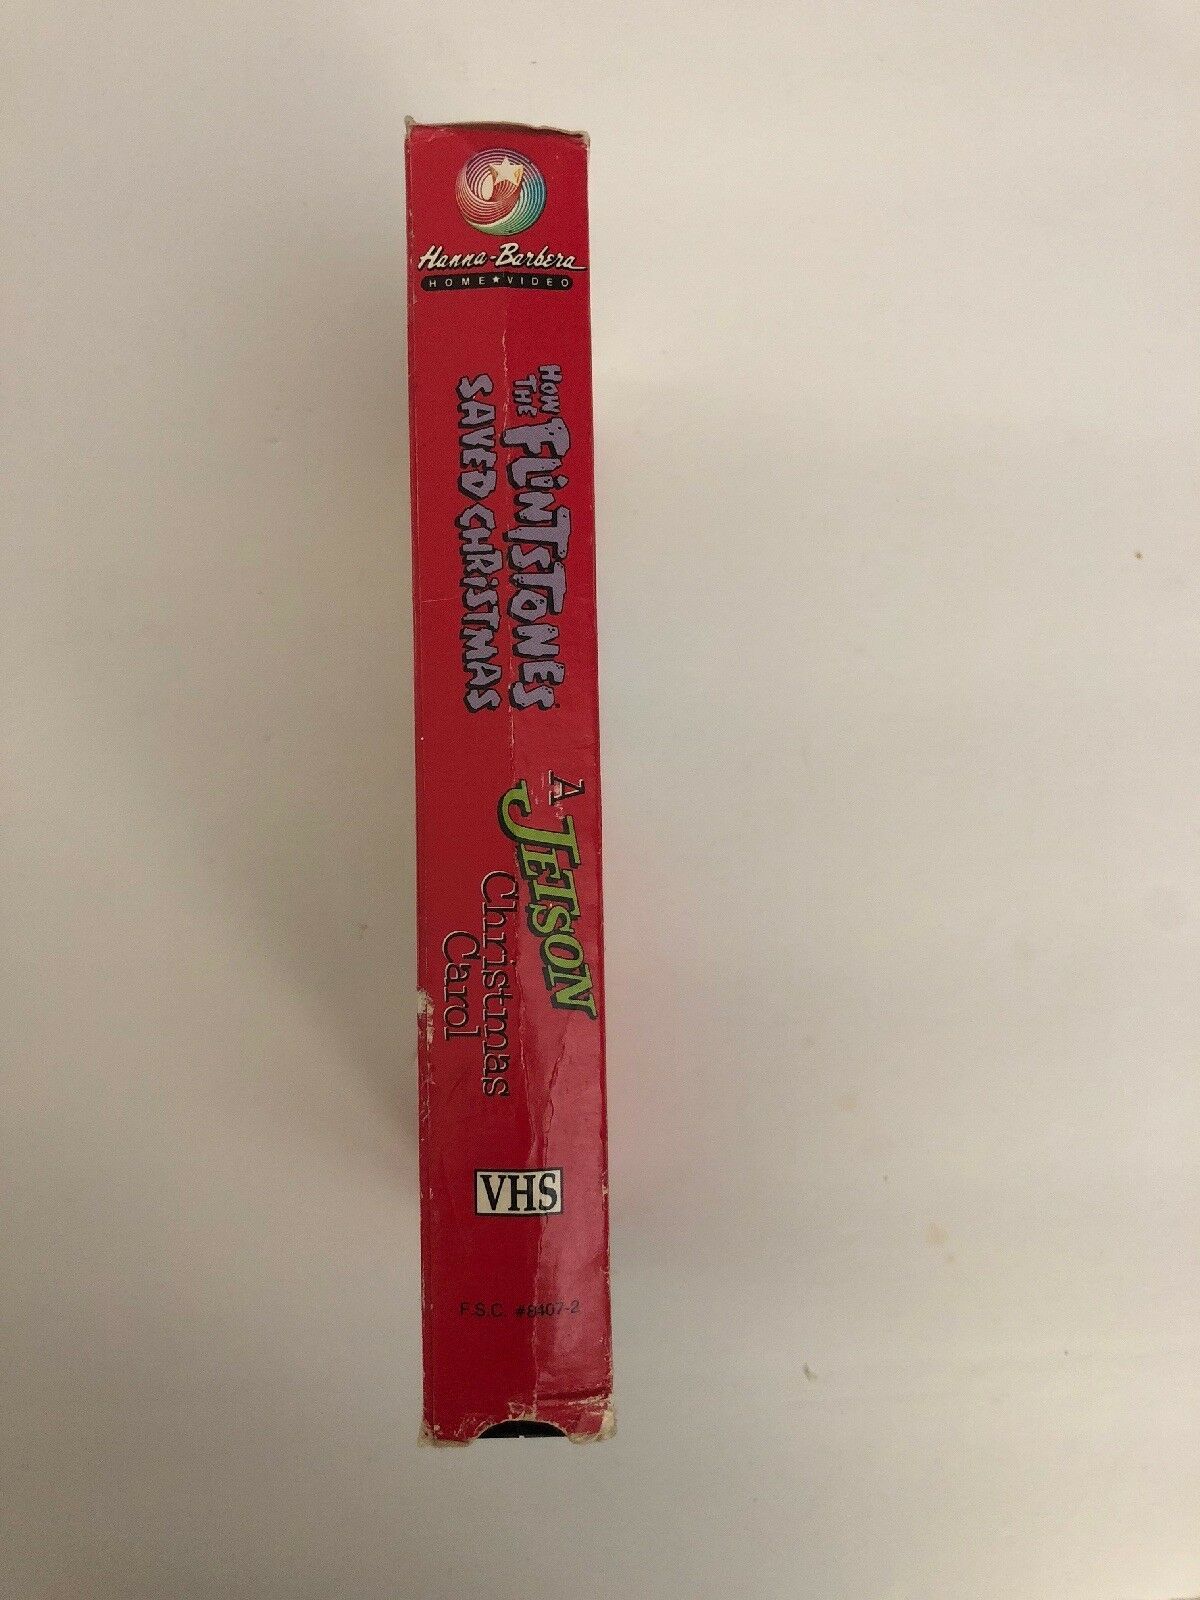 Hanna-Barbera
HOME★VIDEO
HOW
THE
FLINTSTONES
SAVED CHRISTMAS
A
JETSON
Christmas
Carol
VHS
F.S.C. #8407-2